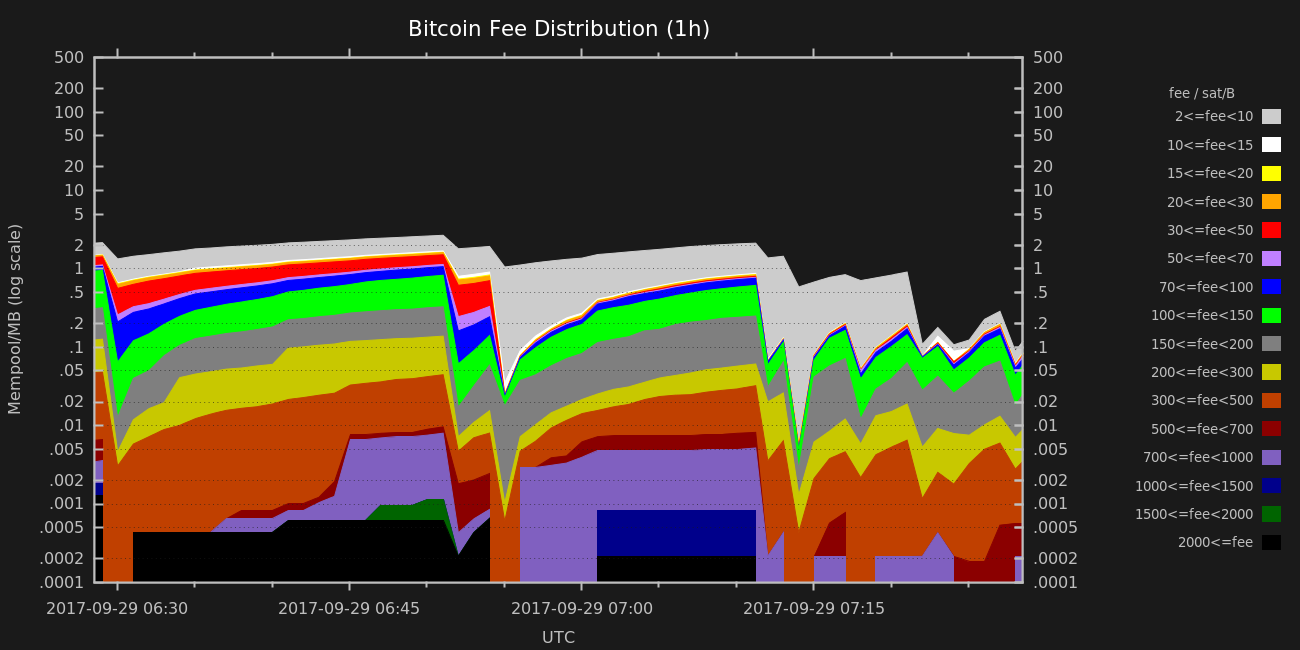 Bitcoin Fee Distribution (1h)
Mempool/MB (log scale)
500
200
100
50
20
10
5
2
1
.5
.2
.1
.05
.02
.01
.005
.002
.001
.0005
.0002
.0001
500
200
100
50
20
10
5
2
1
.5
.2
.1
.05
.02
.01
.005
.002
.001
.0005
.0002
.0001
2017-09-29 06:30
2017-09-29 06:45
2017-09-29 07:00
2017-09-29 07:15
UTC
fee / sat/B
2<=fee<10
10<=fee<15
15<=fee<20
20<=fee<30
30<=fee<50
50<=fee<70
70<=fee<100
100<=fee<150
150<=fee<200
200<=fee<300
300<=fee<500
500<=fee<700
700<=fee<1000
1000<=fee<1500
1500<=fee<2000
2000<=fee